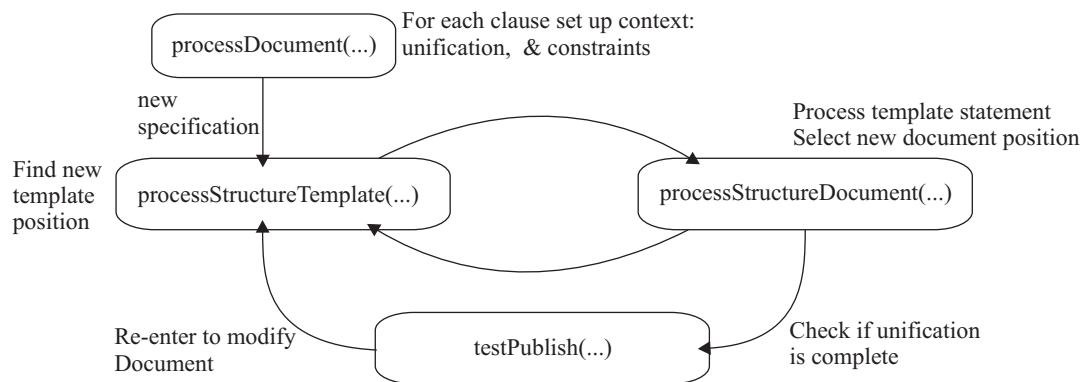 For each clause set up context:
unification,  & constraints
processDocument(...)
new
specification
Process template statement
Select new document position
Find new
template
position
processStructureTemplate(...)
processStructureDocument(...)
Re-enter to modify
Document
testPublish(...)
Check if unification
is complete